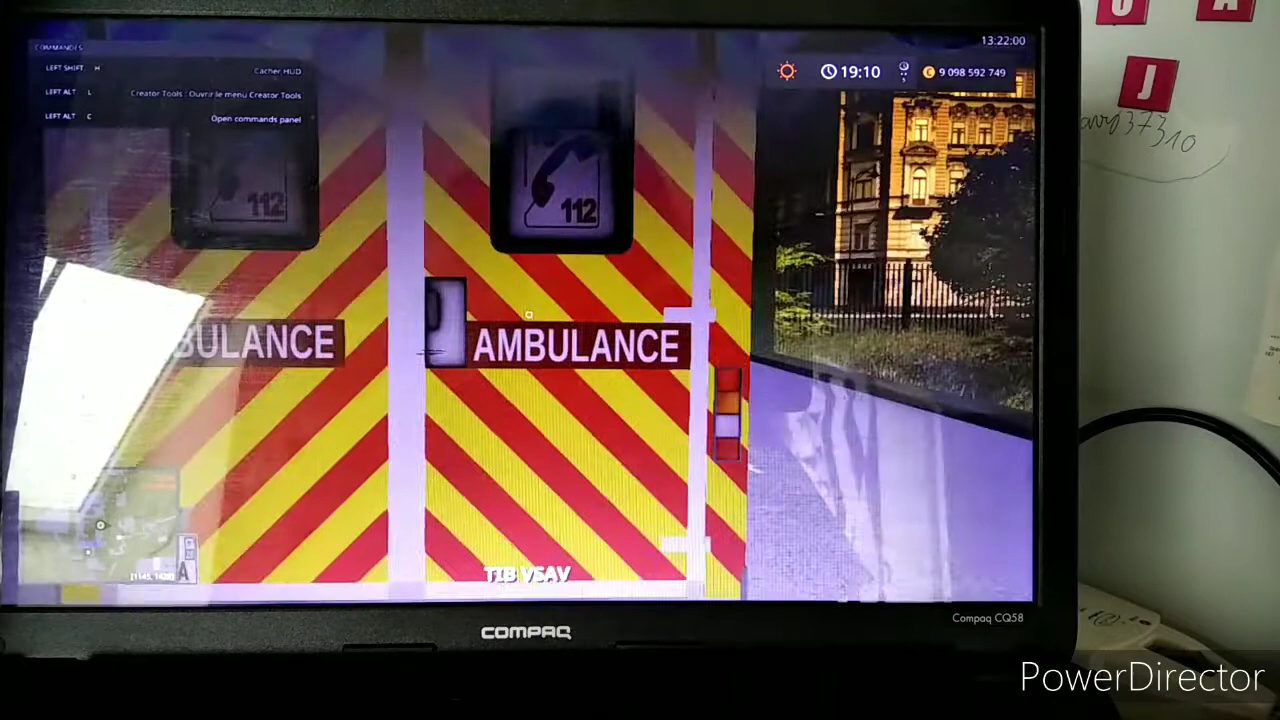 COMMANDES
LEFT SHIFT H Cacher HUD
LEFT ALT L Creator Tools : Ouvrir le menu Creator Tools
LEFT ALT C Open commands panel
13:22:00
19:10
9 098 592 749
112
112
BULANCE
AMBULANCE
TIB VSAV
A
COMPAQ
Compaq CQ58
J
37310
PowerDirector